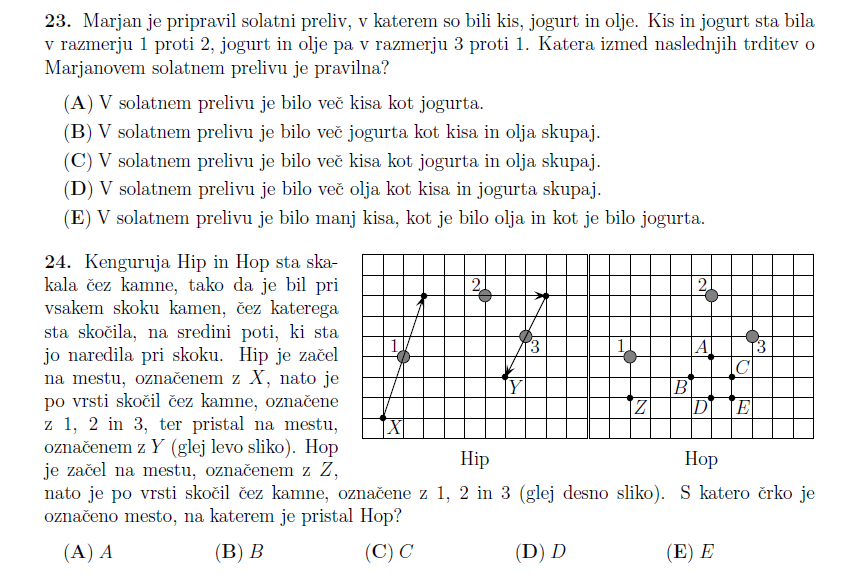 23. Marjan je pripravil solatni preliv, v katerem so bili kis, jogurt in olje. Kis in jogurt sta bila
v razmerju 1 proti 2, jogurt in olje pa v razmerju 3 proti 1. Katera izmed naslednjih trditev o
Marjanovem solatnem prelivu je pravilna?
(A) V solatnem prelivu je bilo več kisa kot jogurta.
(B) V solatnem prelivu je bilo več jogurta kot kisa in olja skupaj.
(C) V solatnem prelivu je bilo več kisa kot jogurta in olja skupaj.
(D) V solatnem prelivu je bilo več olja kot kisa in jogurta skupaj.
(E) V solatnem prelivu je bilo manj kisa, kot je bilo olja in kot je bilo jogurta.
24. Kenguruja Hip in Hop sta ska-
kala čez kamne, tako da je bil pri
vsakem skoku kamen, čez katerega
sta skočila, na sredini poti, ki sta
jo naredila pri skoku. Hip je začel
na mestu, označenem z X, nato je
po vrsti skočil čez kamne, označene
z 1, 2 in 3, ter pristal na mestu,
označenem z Y (glej levo sliko). Hop
je začel na mestu, označenem z Z,
nato je po vrsti skočil čez kamne, označene z 1, 2 in 3 (glej desno sliko). S katero črko je
označeno mesto, na katerem je pristal Hop?
1
2
3
X
Y
Hip
1
2
3
A
B
C
D
E
Z
Hop
(A) A (B) B (C) C (D) D (E) E